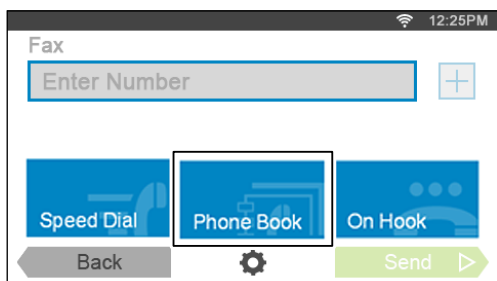 12:25PM
Fax
Enter Number
Speed Dial Phone Book On Hook
Back Send